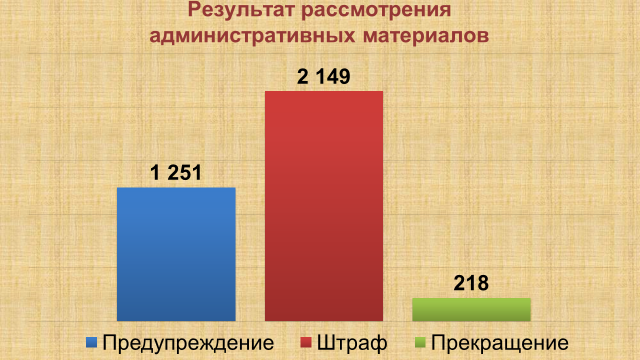 Результат рассмотрения
административных материалов
2 149
1 251
218
Предупреждение Штраф Прекращение